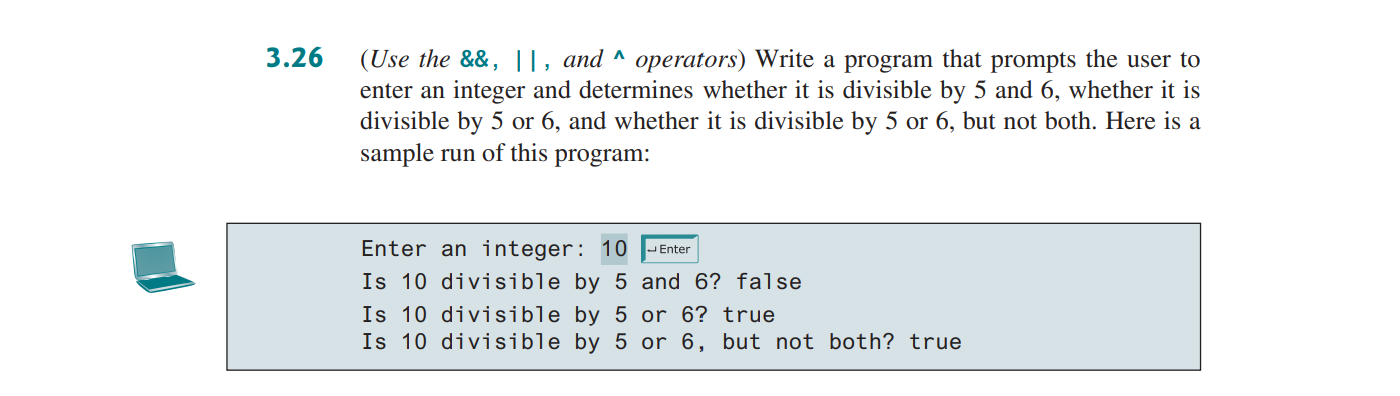 3.26 (Use the &&, ||, and ^ operators) Write a program that prompts the user to
enter an integer and determines whether it is divisible by 5 and 6, whether it is
divisible by 5 or 6, and whether it is divisible by 5 or 6, but not both. Here is a
sample run of this program:
Enter an integer: 10 ↵Enter
Is 10 divisible by 5 and 6? false
Is 10 divisible by 5 or 6? true
Is 10 divisible by 5 or 6, but not both? true